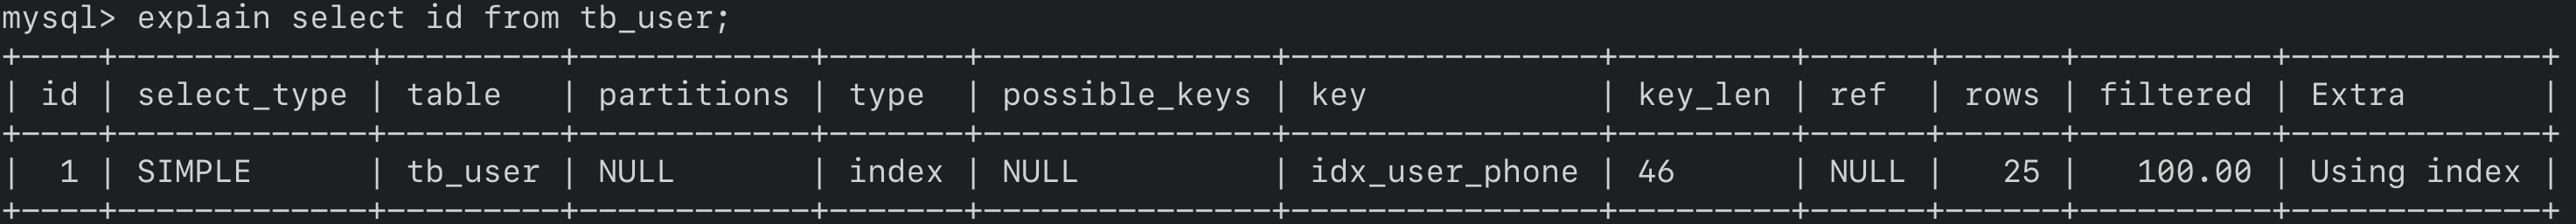 mysql> explain select id from tb_user;
+----+-------------+---------+------------+-------+---------------+----------------+---------+------+------+----------+-------------+
| id | select_type | table   | partitions | type  | possible_keys | key            | key_len | ref  | rows | filtered | Extra       |
+----+-------------+---------+------------+-------+---------------+----------------+---------+------+------+----------+-------------+
|  1 | SIMPLE      | tb_user | NULL       | index | NULL          | idx_user_phone | 46      | NULL |   25 |   100.00 | Using index |
+----+-------------+---------+------------+-------+---------------+----------------+---------+------+------+----------+-------------+